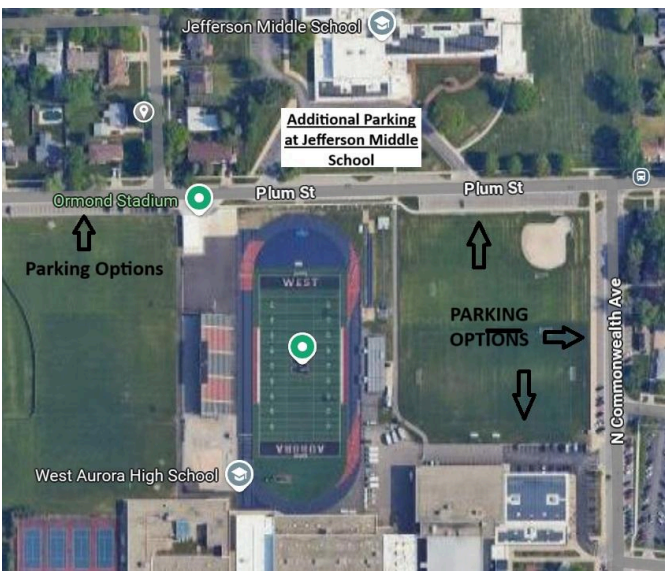 Jefferson Middle School
Additional Parking
at Jefferson Middle
School
Ormond Stadium
Plum St
Plum St
Parking Options
WEST
PARKING
OPTIONS
N Commonwealth Ave
AURORA
West Aurora High School